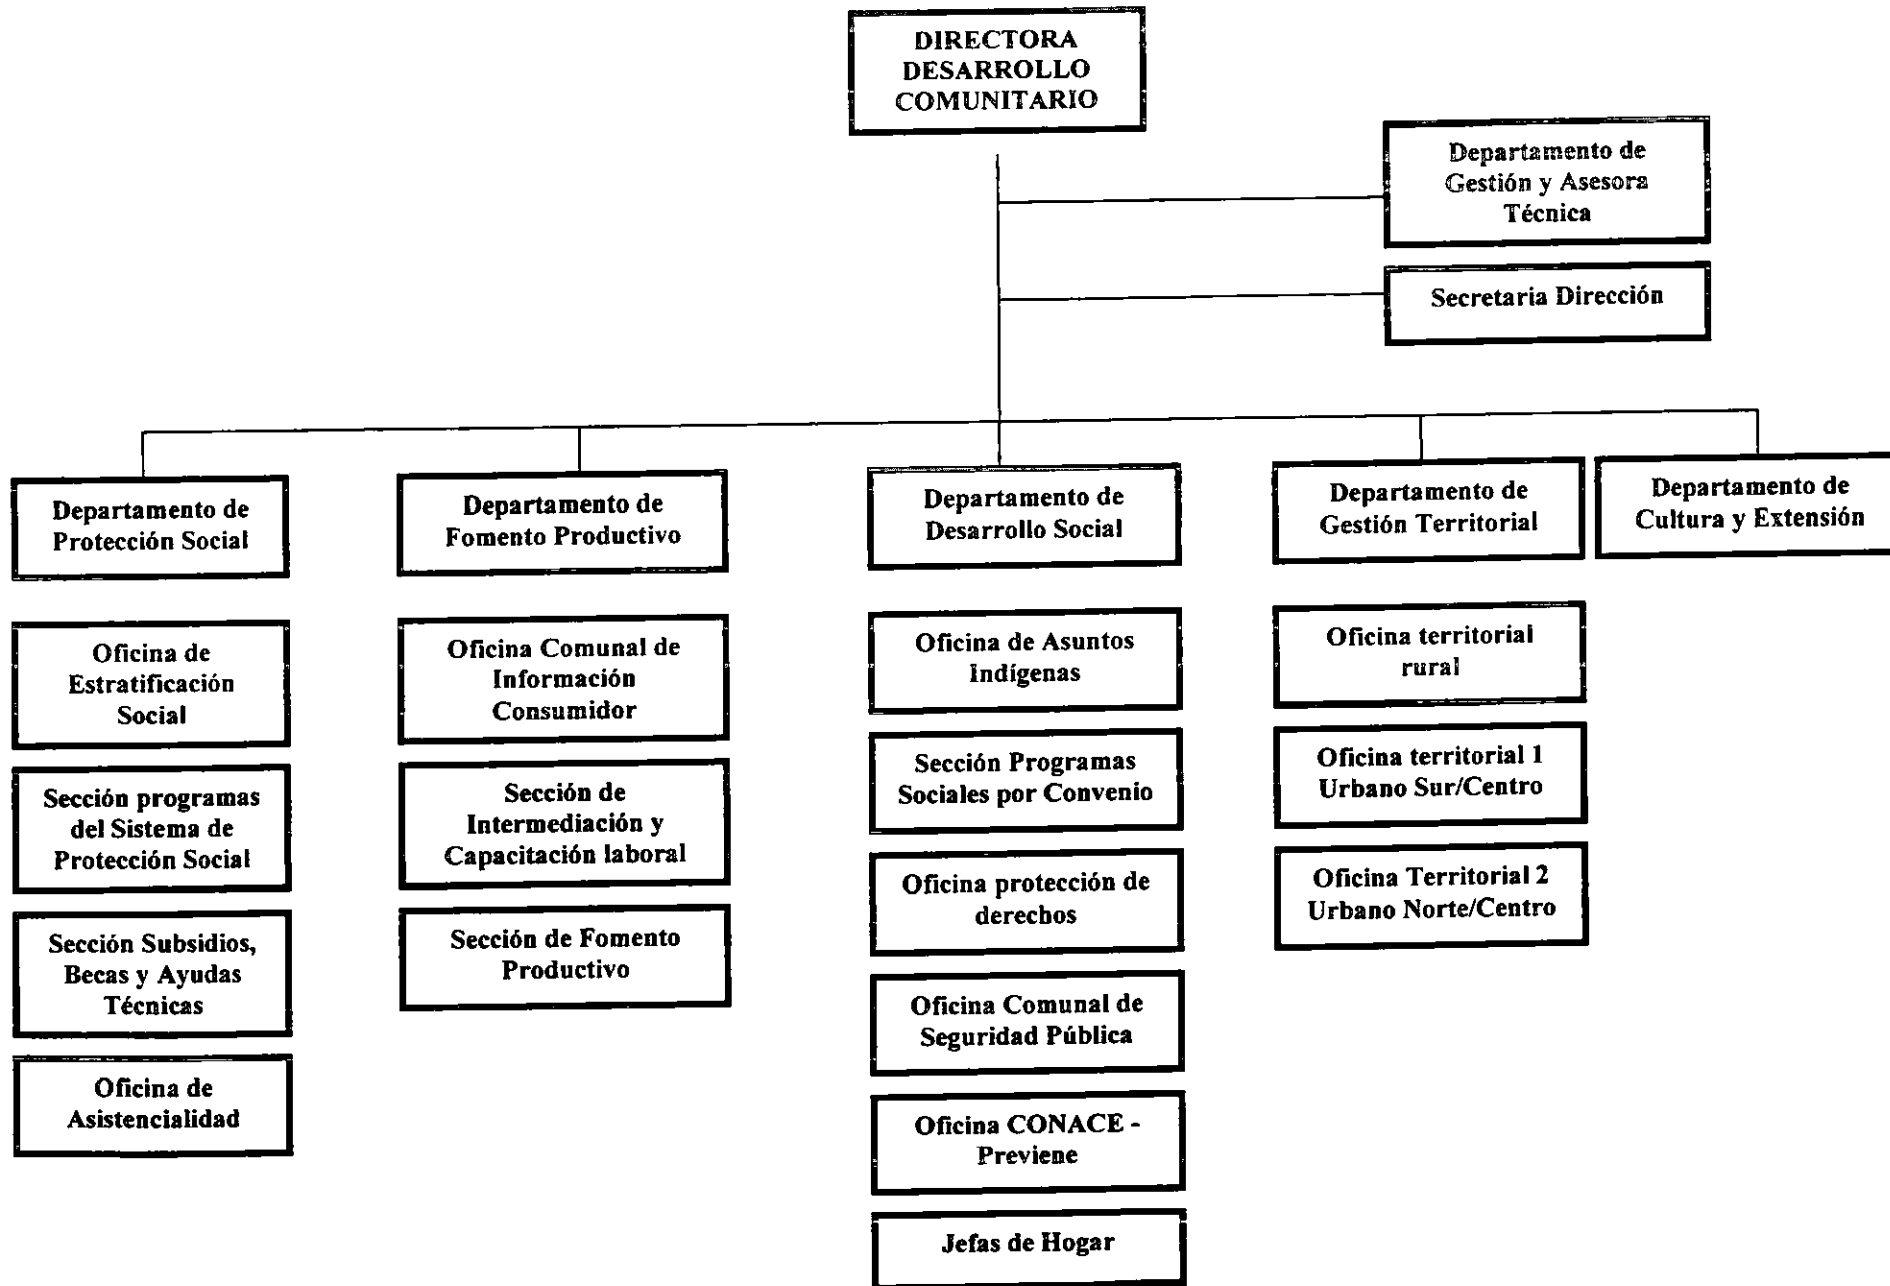 DIRECTORA
DESARROLLO
COMUNITARIO
Departamento de
Gestión y Asesora
Técnica
Secretaria Dirección
Departamento de
Protección Social
Oficina de
Estratificación
Social
Sección programas
del Sistema de
Protección Social
Sección Subsidios,
Becas y Ayudas
Técnicas
Oficina de
Asistencialidad
Departamento de
Fomento Productivo
Oficina Comunal de
Información
Consumidor
Sección de
Intermediación y
Capacitación laboral
Sección de Fomento
Productivo
Departamento de
Desarrollo Social
Oficina de Asuntos
Indígenas
Sección Programas
Sociales por Convenio
Oficina protección de
derechos
Oficina Comunal de
Seguridad Pública
Oficina CONACE -
Previene
Jefas de Hogar
Departamento de
Gestión Territorial
Oficina territorial
rural
Oficina territorial 1
Urbano Sur/Centro
Oficina Territorial 2
Urbano Norte/Centro
Departamento de
Cultura y Extensión